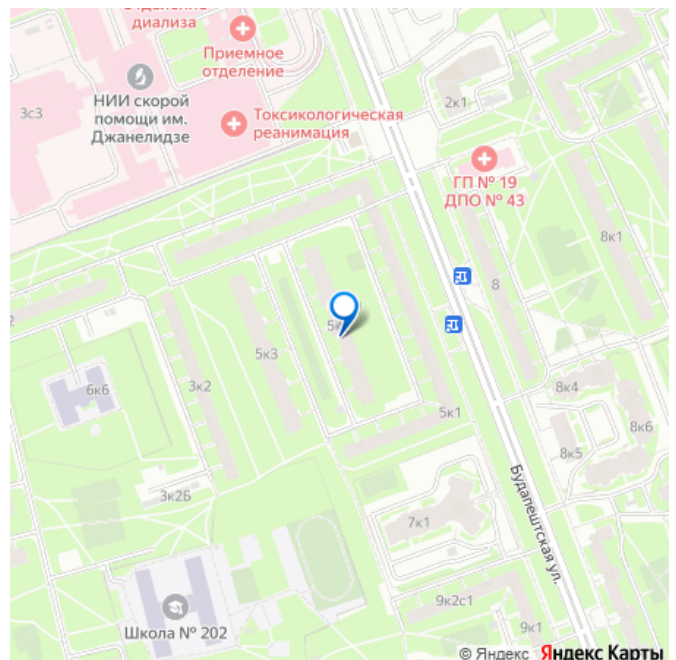 Отделение
диализа
Приемное
отделение
НИИ скорой
помощи им.
Джанелидзе
3с3
Токсикологическая
реанимация
2к1
ГП № 19
ДПО № 43
8к1
8
5к3
3к2
6к6
5к1
8к4
8к6
8к5
3к2Б
7к1
Будапештская ул.
9к2с1
9к1
Школа № 202
© Яндекс Яндекс Карты